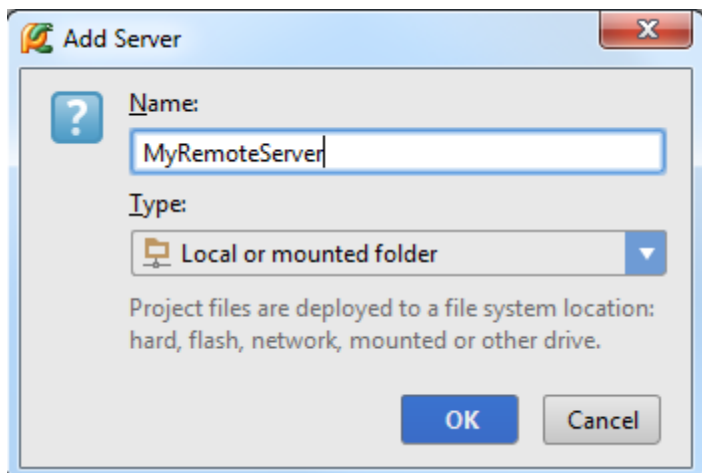 Add Server
Name:
MyRemoteServer
Type:
Local or mounted folder
Project files are deployed to a file system location:
hard, flash, network, mounted or other drive.
OK Cancel